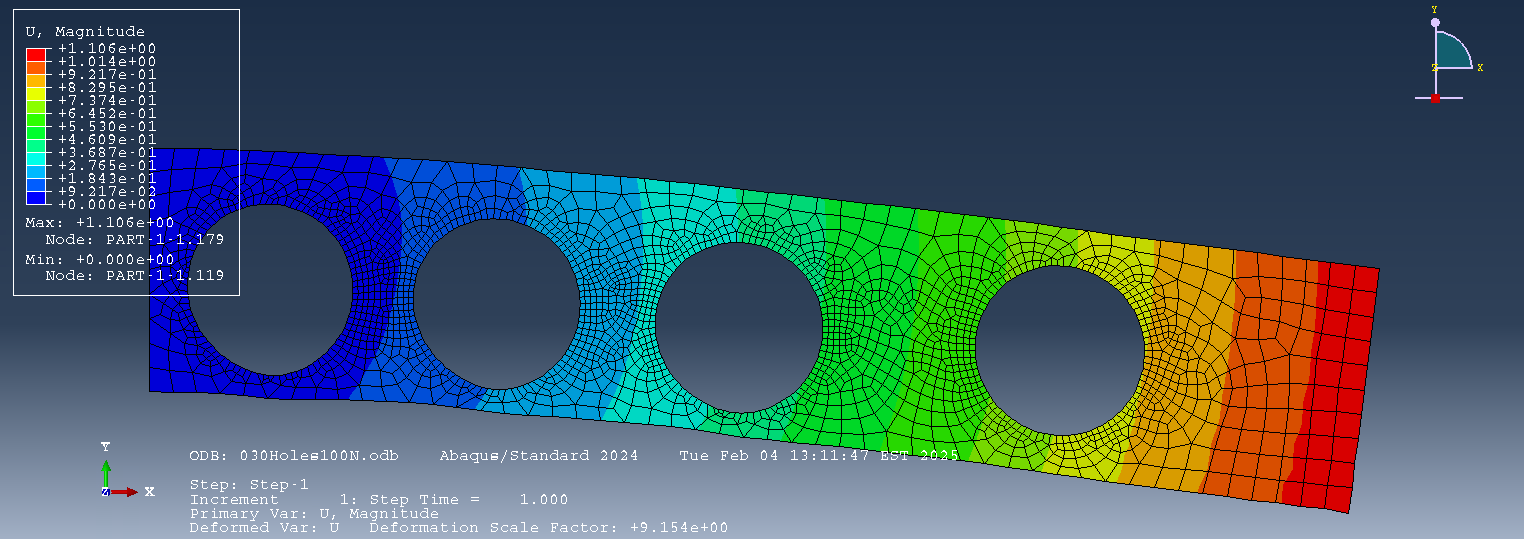 U, Magnitude
+1.106e+00
+1.014e+00
+9.217e-01
+8.295e-01
+7.374e-01
+6.452e-01
+5.530e-01
+4.609e-01
+3.687e-01
+2.765e-01
+1.843e-01
+9.217e-02
+0.000e+00
Max: +1.106e+00
Node: PART-1-1.179
Min: +0.000e+00
Node: PART-1-1.119
Y
Z X
Y
Z X
ODB: 030Holes100N.odb Abaqus/Standard 2024 Tue Feb 04 13:11:47 EST 2025
Step: Step-1
Increment 1: Step Time = 1.000
Primary Var: U, Magnitude
Deformed Var: U Deformation Scale Factor: +9.154e+00